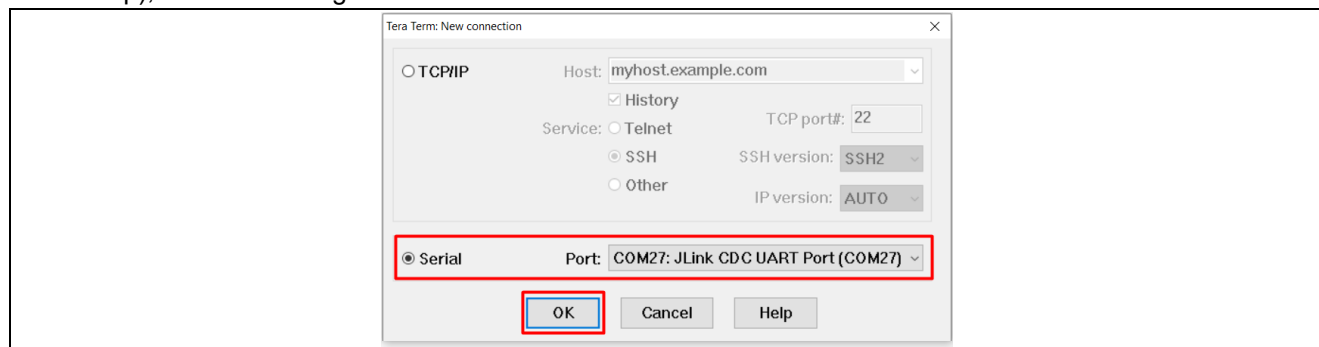 Tera Term: New connection
TCP/IP Host: myhost.example.com
History
Service: Telnet TCP port#: 22
SSH SSH version: SSH2
Other IP version: AUTO
Serial Port: COM27: JLink CDC UART Port (COM27)
OK Cancel Help